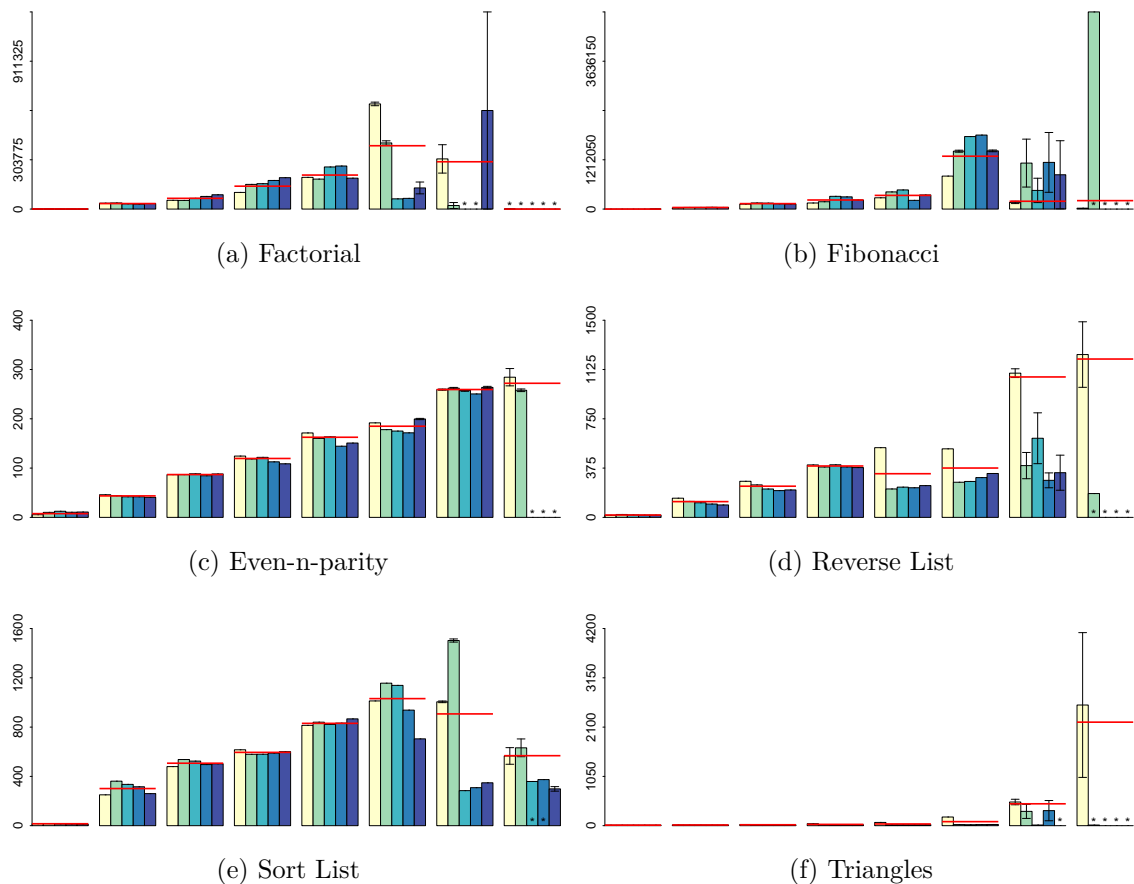 911325
303775
0
* *
* * * * *
(a) Factorial
3636150
1212050
0
* * * *
(b) Fibonacci
400
300
200
100
0
* * *
(c) Even-n-parity
1500
1125
750
375
0
* * * *
(d) Reverse List
1600
1200
800
400
0
* *
(e) Sort List
4200
3150
2100
1050
0
*
* * * *
(f) Triangles